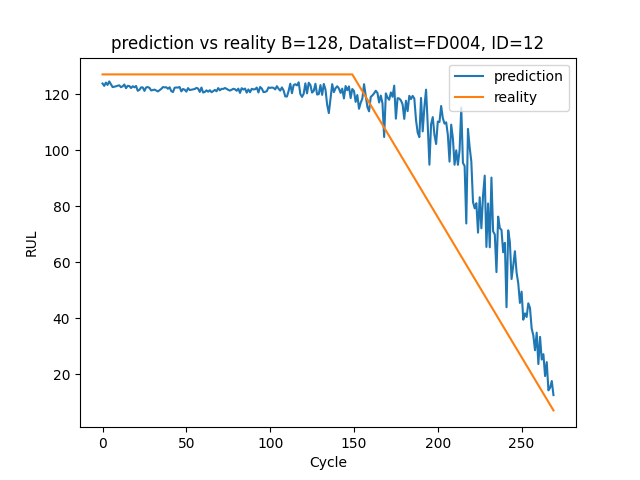 prediction vs reality B=128, Datalist=FD004, ID=12
prediction
reality
120
100
80
60
40
20
RUL
0 50 100 150 200 250
Cycle